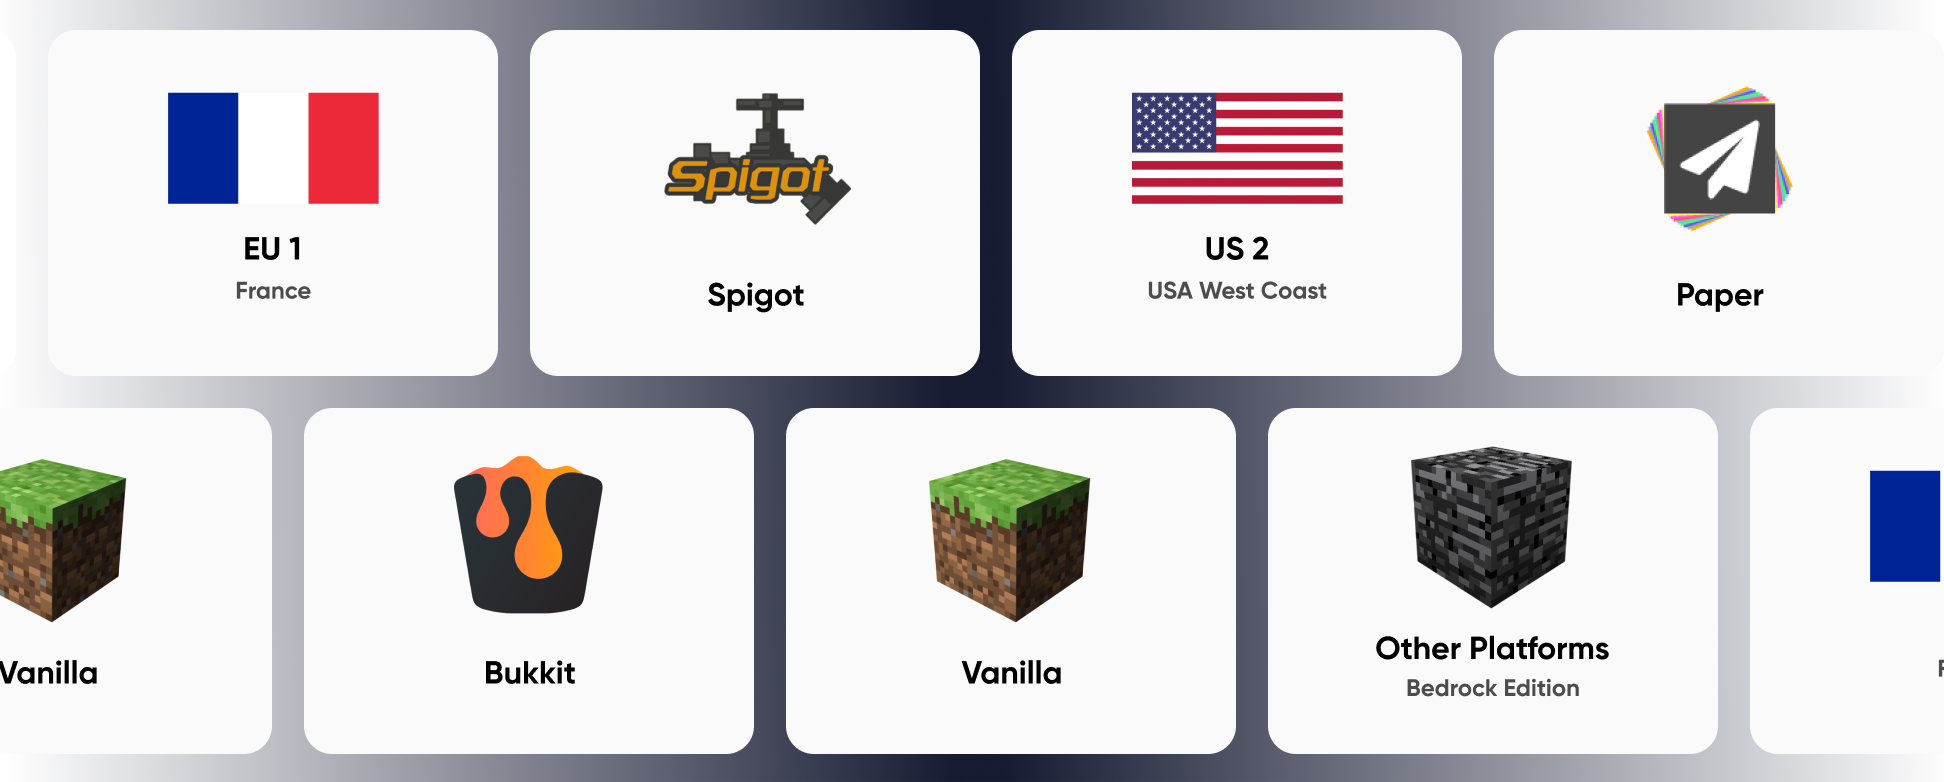 EU 1
France
Spigot
Spigot
US 2
USA West Coast
Paper
Vanilla
Bukkit
Vanilla
Other Platforms
Bedrock Edition